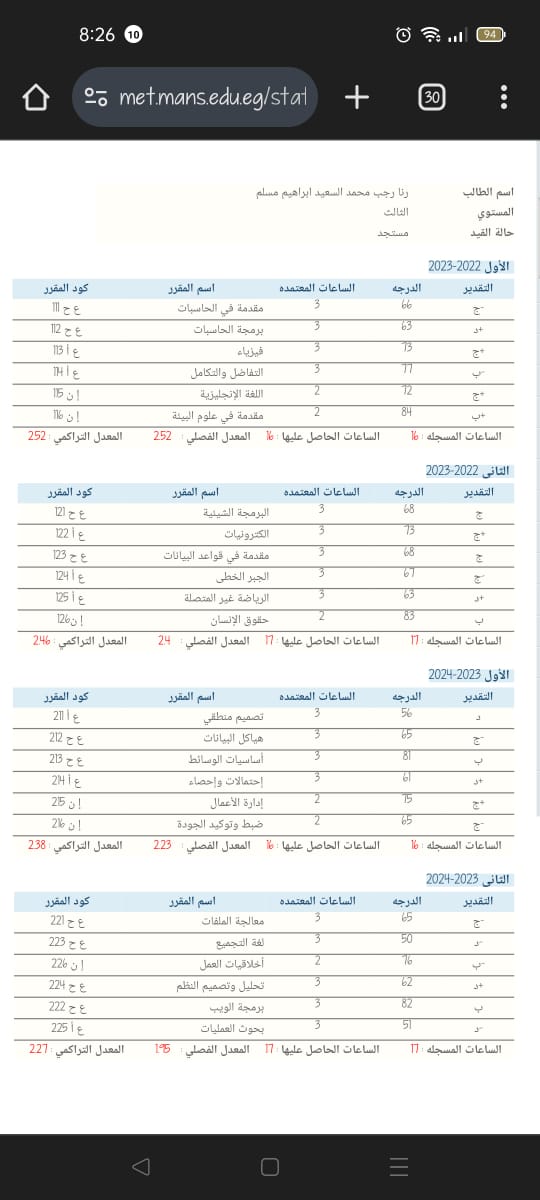 8:26 10 94
met.mans.edu.eg/stat 30
اسم الطالب رنا رجب محمد السعيد ابراهيم مسلم
المستوي الثالث
حالة القيد مستجد
الأول 2022-2023
التقدير الدرجه الساعات المعتمده اسم المقرر كود المقرر
ج- 66 3 مقدمة في الحاسبات ع ح 111
د+ 63 3 برمجة الحاسبات ع ح 112
ج+ 73 3 فيزياء ع أ 113
ب- 77 3 التفاضل والتكامل ع أ 114
ج+ 72 2 اللغة الإنجليزية إ ن 115
ب+ 84 2 مقدمة في علوم البيئة إ ن 116
الساعات المسجله : 16 الساعات الحاصل عليها : 16 المعدل الفصلي : 2.52 المعدل التراكمي : 2.52
الثانى 2022-2023
التقدير الدرجه الساعات المعتمده اسم المقرر كود المقرر
ج 68 3 البرمجة الشيئية ع ح 121
ج+ 73 3 الكترونيات ع أ 122
ج 68 3 مقدمة في قواعد البيانات ع ح 123
ج- 67 3 الجبر الخطى ع أ 124
د+ 63 3 الرياضة غير المتصلة ع أ 125
ب 83 2 حقوق الإنسان إ ن126
الساعات المسجله : 17 الساعات الحاصل عليها : 17 المعدل الفصلي : 2.4 المعدل التراكمي : 2.46
الأول 2023-2024
التقدير الدرجه الساعات المعتمده اسم المقرر كود المقرر
د 56 3 تصميم منطقي ع أ 211
ج- 65 3 هياكل البيانات ع ح 212
ب 81 3 أساسيات الوسائط ع ح 213
د+ 61 3 إحتمالات وإحصاء ع أ 214
ج+ 75 2 إدارة الأعمال إ ن 215
ج- 65 2 ضبط وتوكيد الجودة إ ن 216
الساعات المسجله : 16 الساعات الحاصل عليها : 16 المعدل الفصلي : 2.23 المعدل التراكمي : 2.38
الثانى 2023-2024
التقدير الدرجه الساعات المعتمده اسم المقرر كود المقرر
ج- 65 3 معالجة الملفات ع ح 221
د- 50 3 لغة التجميع ع ح 223
ب- 76 2 أخلاقيات العمل إ ن 226
د+ 62 3 تحليل وتصميم النظم ع ح 224
ب 82 3 برمجة الويب ع ح 222
د- 51 3 بحوث العمليات ع أ 225
الساعات المسجله : 17 الساعات الحاصل عليها : 17 المعدل الفصلي : 1.95 المعدل التراكمي : 2.27